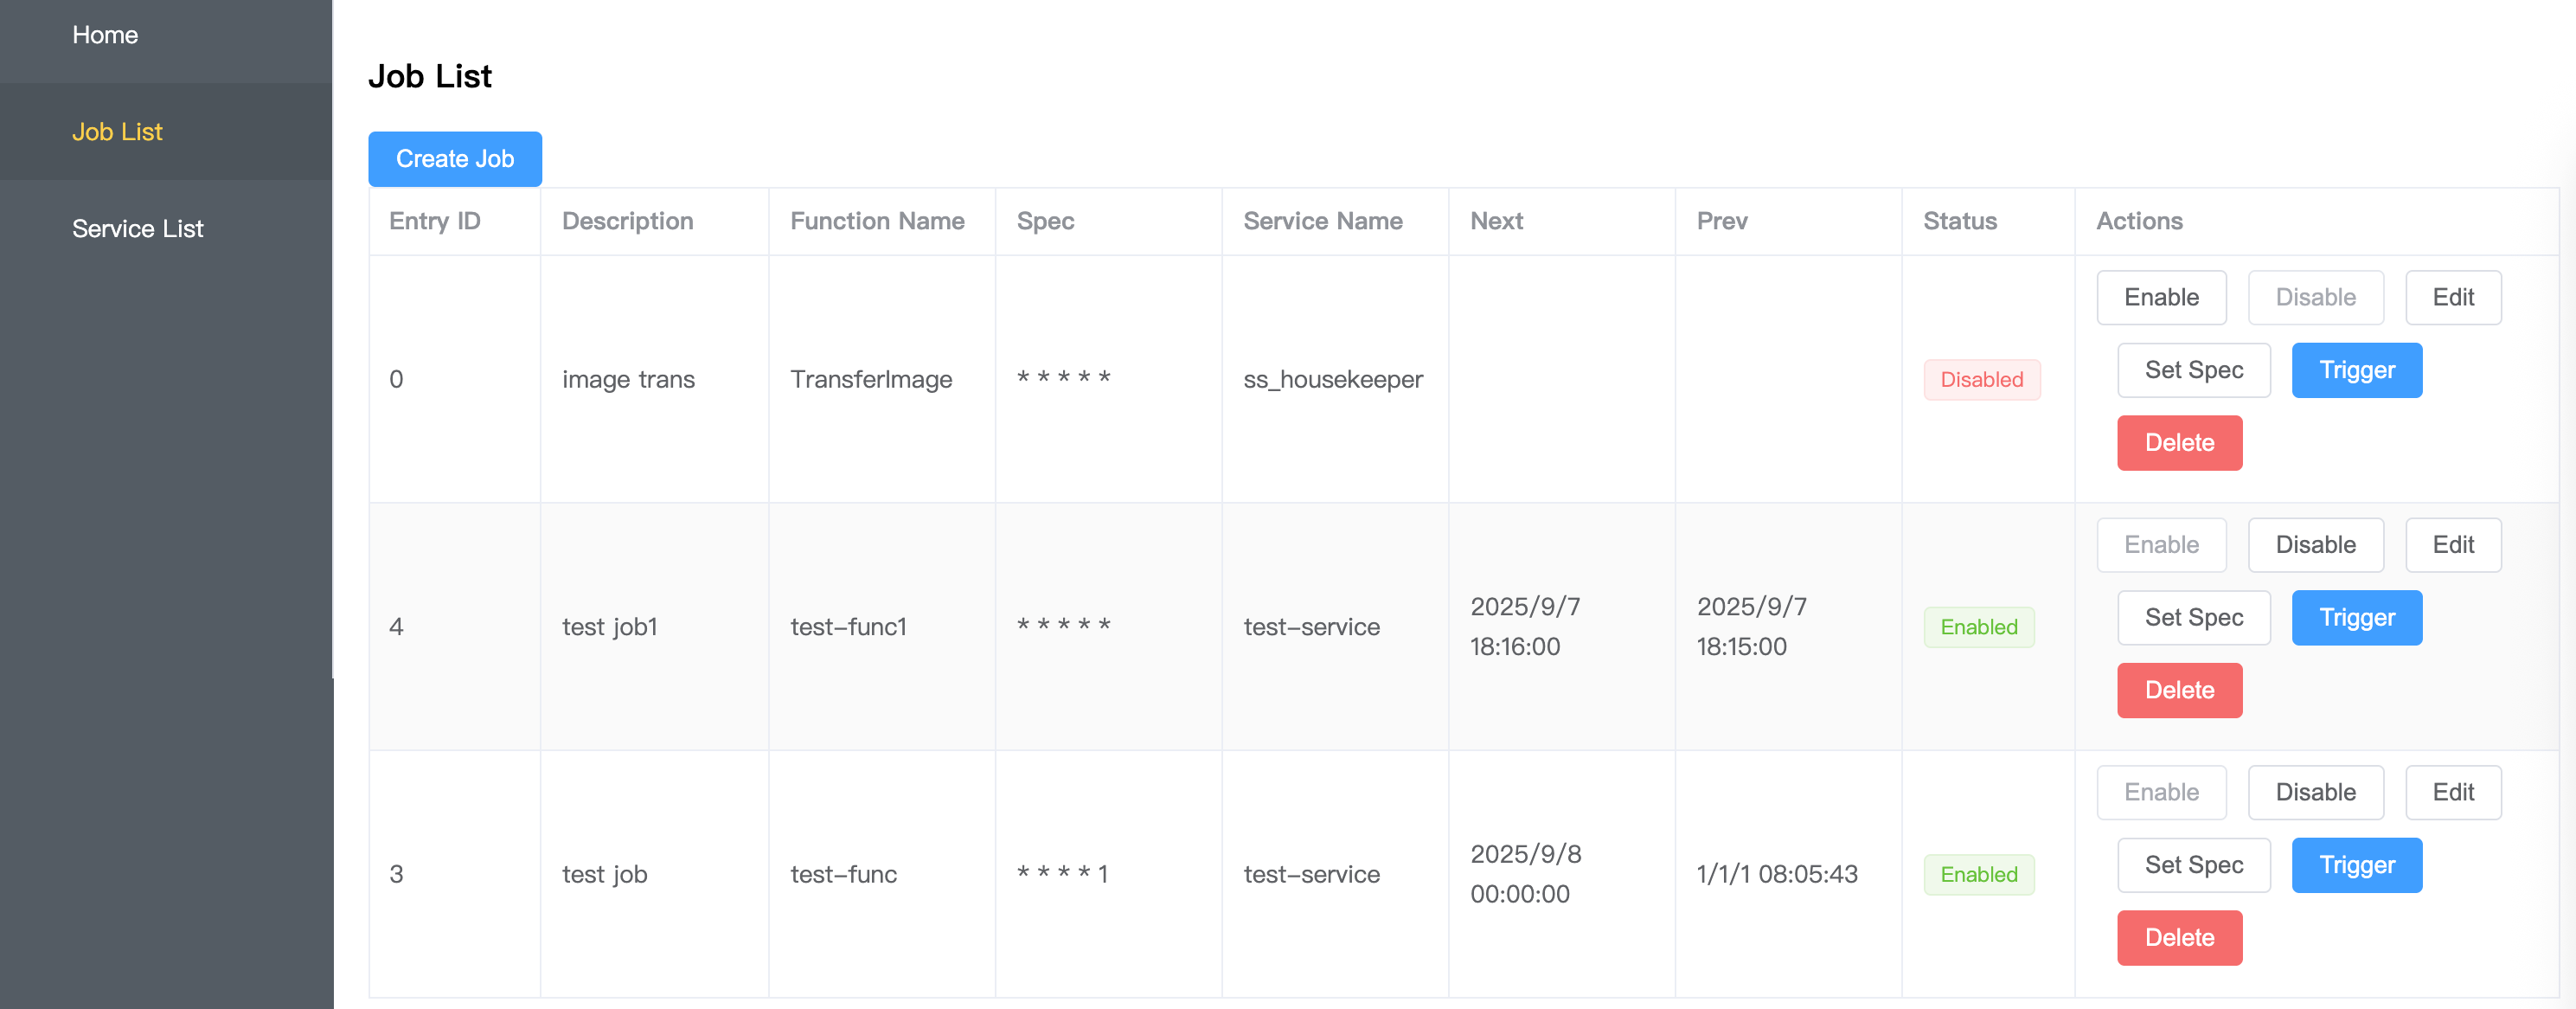 Home
Job List
Service List
Job List
Create Job
Entry ID Description Function Name Spec Service Name Next Prev Status Actions
0 image trans TransferImage * * * * * ss_housekeeper Disabled
Enable Disable Edit
Set Spec Trigger
Delete
4 test job1 test-func1 * * * * * test-service 2025/9/7 18:16:00 2025/9/7 18:15:00 Enabled
Enable Disable Edit
Set Spec Trigger
Delete
3 test job test-func * * * * 1 test-service 2025/9/8 00:00:00 1/1/1 08:05:43 Enabled
Enable Disable Edit
Set Spec Trigger
Delete